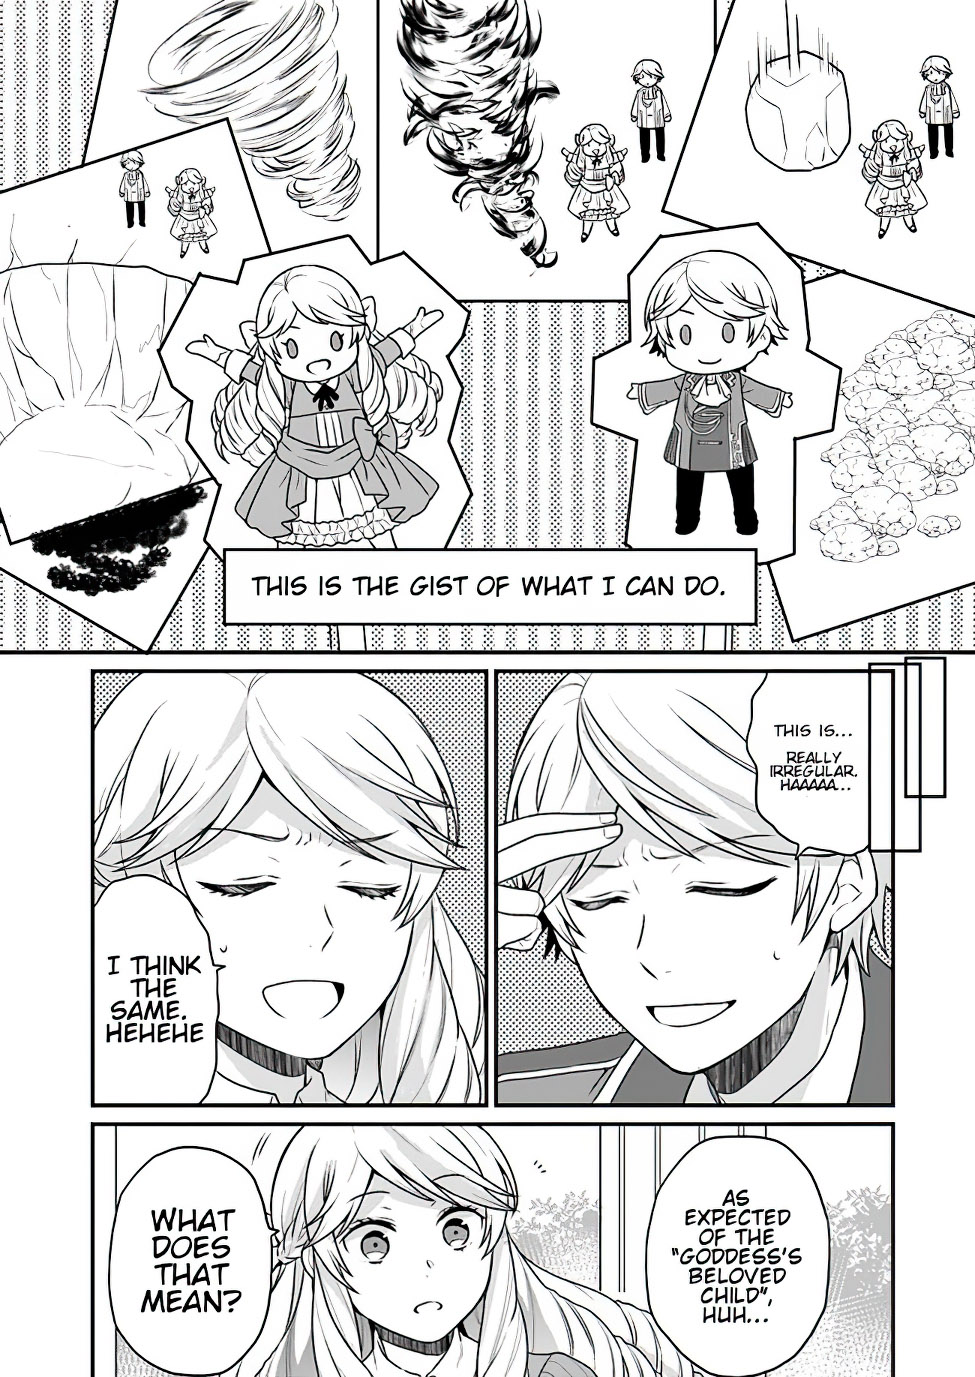 THIS IS THE GIST OF WHAT I CAN DO.
THIS IS...
REALLY
IRREGULAR.
HAAAAA...
I THINK
THE
SAME.
HEHEHE
AS
EXPECTED
OF THE
"GODDESS'S
BELOVED
CHILD",
HUH...
WHAT
DOES
THAT
MEAN?